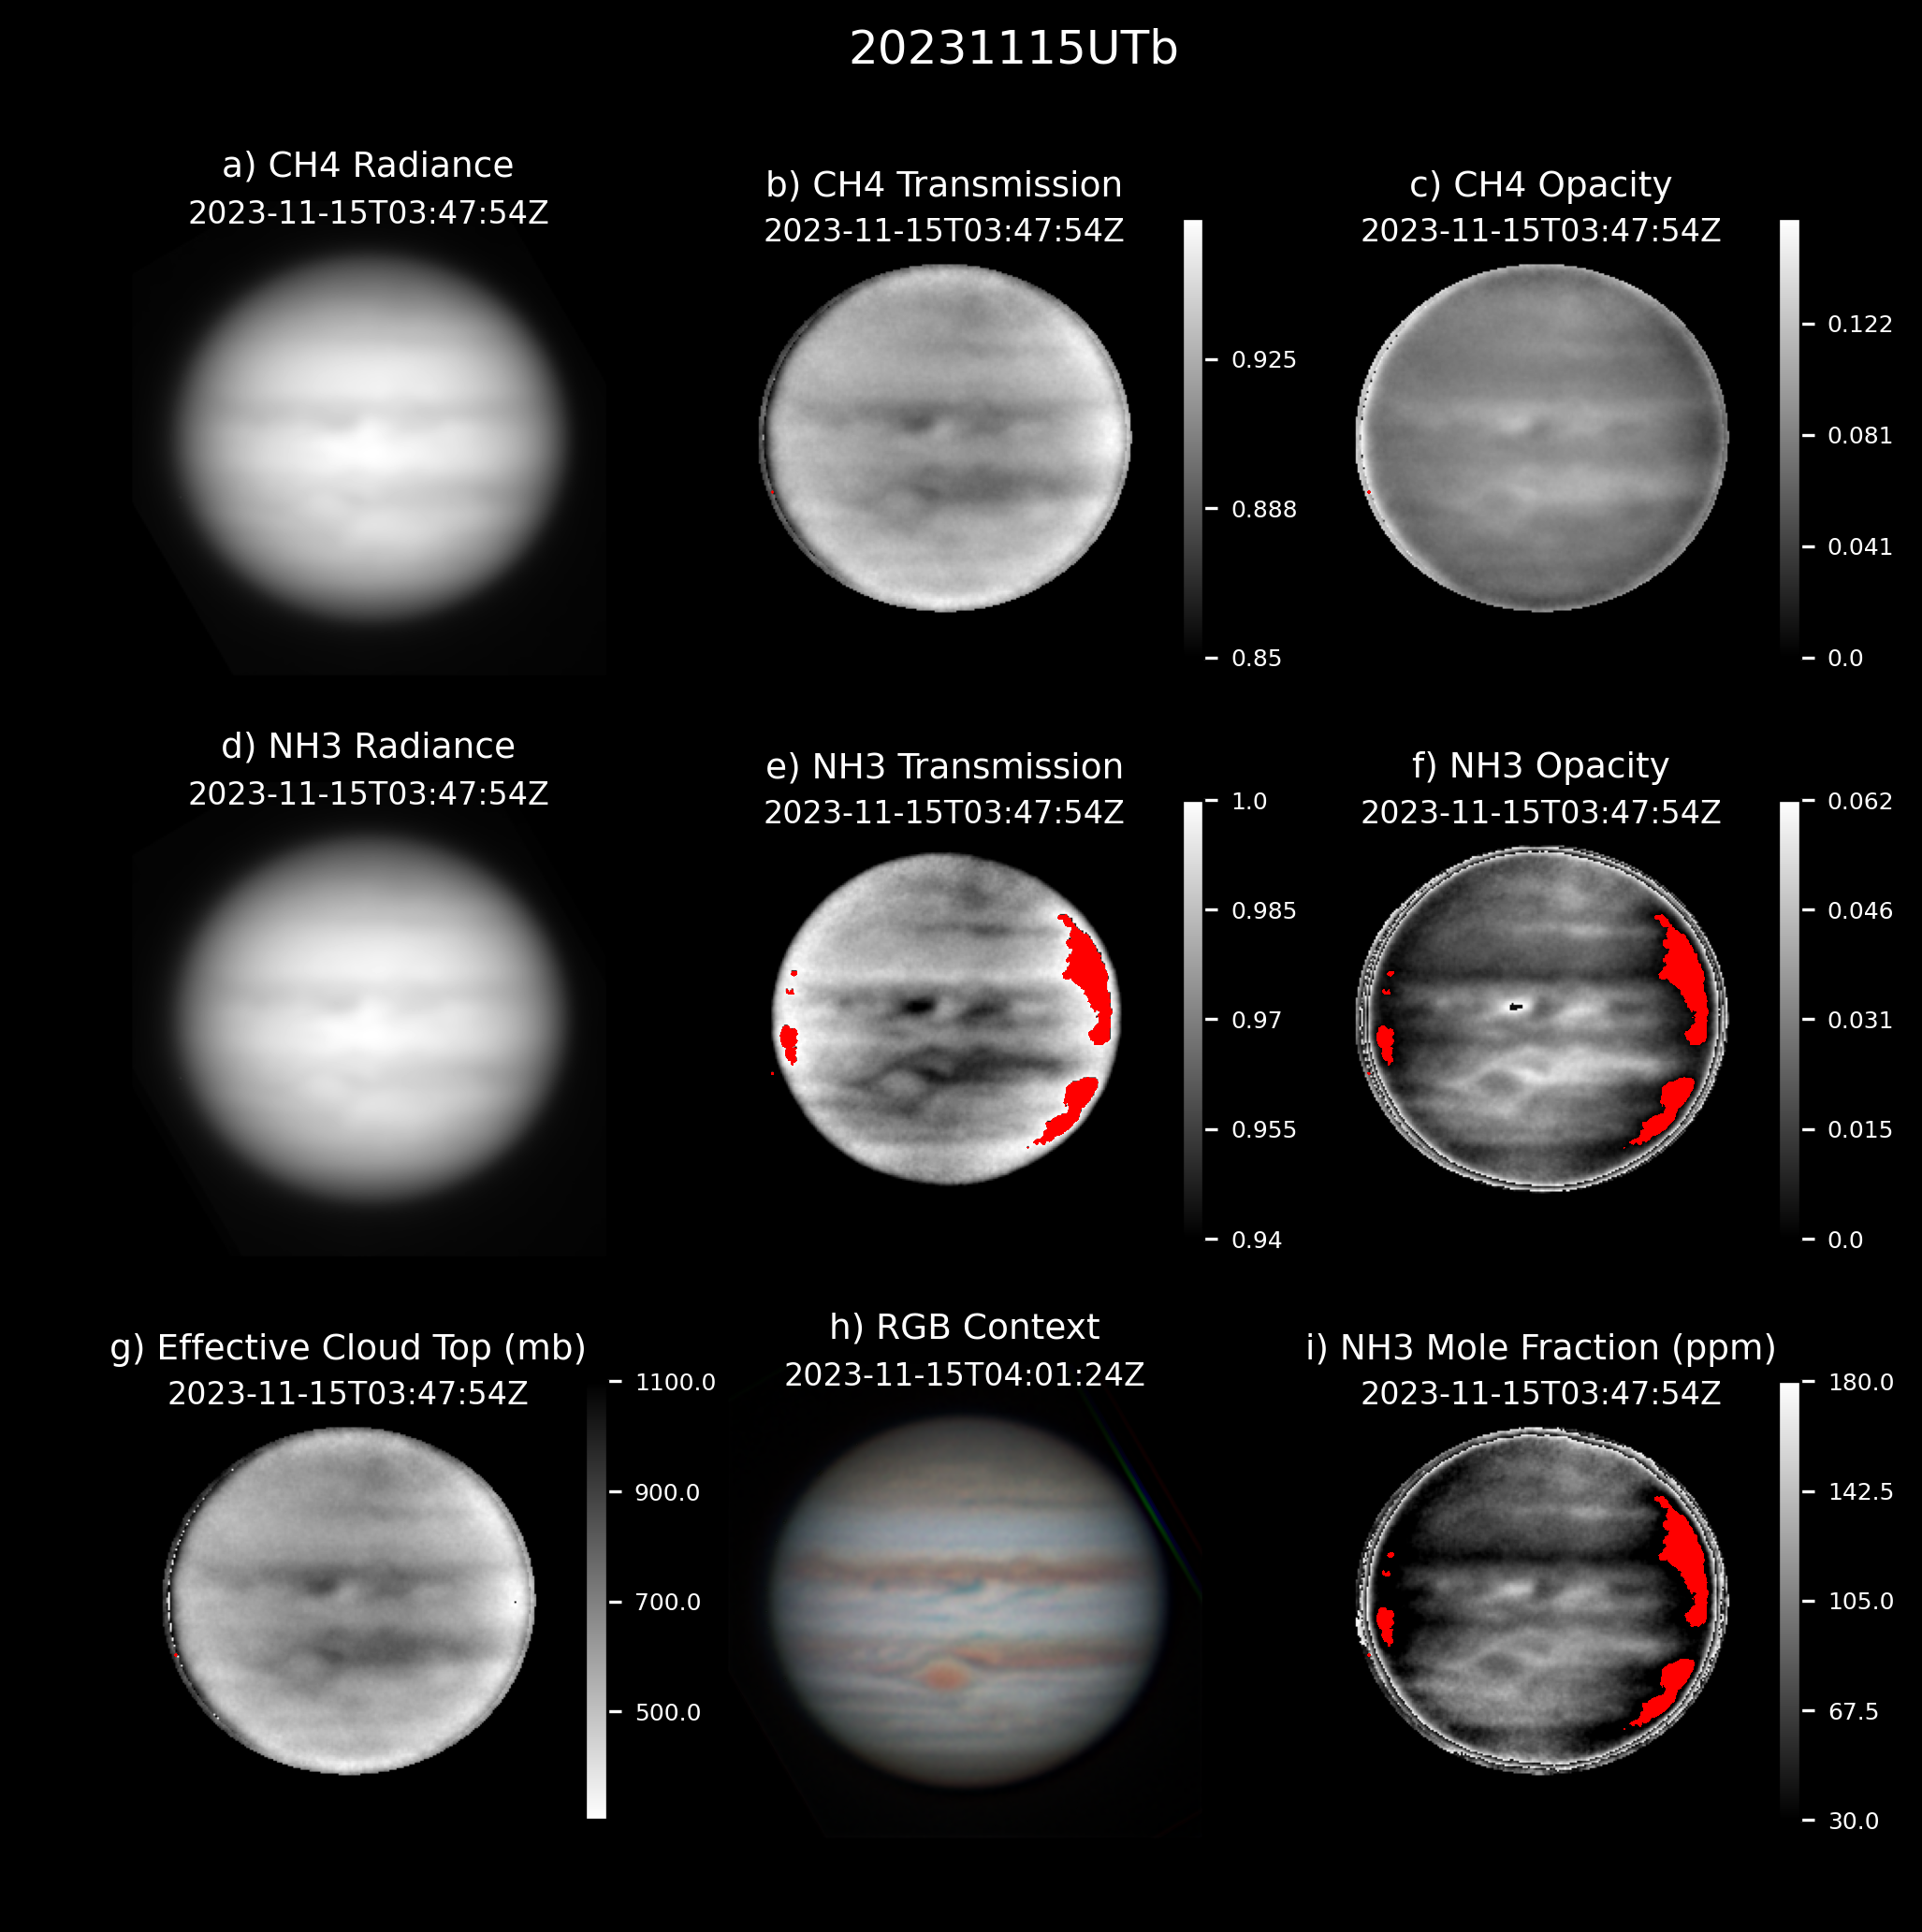 20231115UTb
a) CH4 Radiance
2023-11-15T03:47:54Z
b) CH4 Transmission
2023-11-15T03:47:54Z
0.925
0.888
0.85
c) CH4 Opacity
2023-11-15T03:47:54Z
0.122
0.081
0.041
0.0
d) NH3 Radiance
2023-11-15T03:47:54Z
e) NH3 Transmission
2023-11-15T03:47:54Z
1.0
0.985
0.97
0.955
0.94
f) NH3 Opacity
2023-11-15T03:47:54Z
0.062
0.046
0.031
0.015
0.0
g) Effective Cloud Top (mb)
2023-11-15T03:47:54Z
1100.0
900.0
700.0
500.0
h) RGB Context
2023-11-15T04:01:24Z
i) NH3 Mole Fraction (ppm)
2023-11-15T03:47:54Z
180.0
142.5
105.0
67.5
30.0